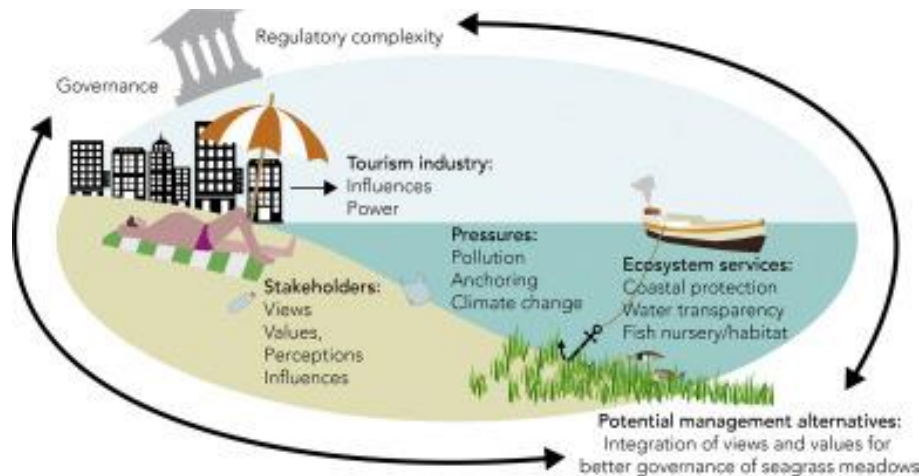 Regulatory complexity
Governance
Tourism industry:
Influences
Power
Pressures:
Pollution
Anchoring
Climate change
Ecosystem services:
Coastal protection
Water transparency
Fish nursery/habitat
Stakeholders:
Views
Values,
Perceptions
Influences
Potential management alternatives:
Integration of views and values for
better governance of seagrass meadows